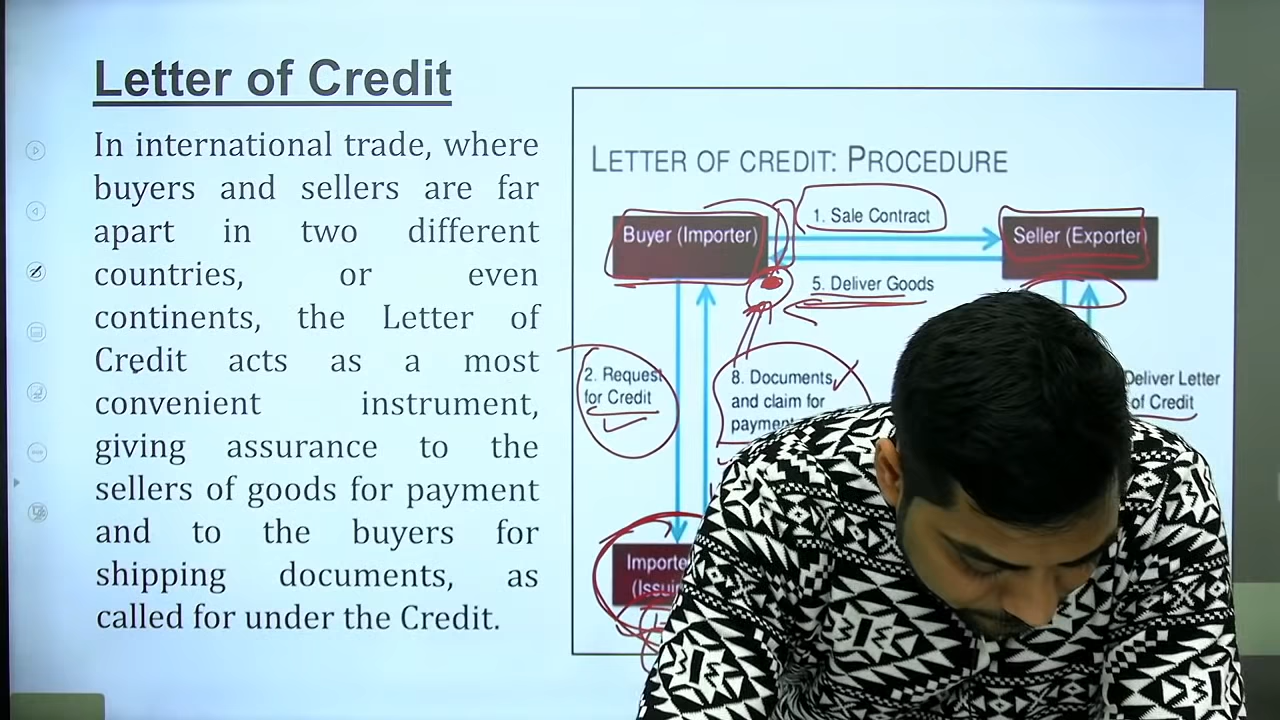 Letter of Credit
In international trade, where
buyers and sellers are far
apart in two different
countries, or even
continents, the Letter of
Credit acts as a most
convenient instrument,
giving assurance to the
sellers of goods for payment
and to the buyers for
shipping documents, as
called for under the Credit.
LETTER OF CREDIT: PROCEDURE
1. Sale Contract
Buyer (Importer)
Seller (Exporter)
5. Deliver Goods
2. Request
for Credit
8. Documents
and claim for
payment
Deliver Letter
of Credit